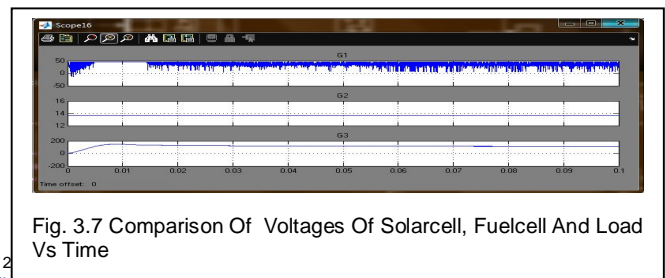 Scope16
G1
50
0
-50
G2
16
14
12
G3
200
0
-200
0 0.01 0.02 0.03 0.04 0.05 0.06 0.07 0.08 0.09 0.1
Time offset: 0
Fig. 3.7 Comparison Of Voltages Of Solarcell, Fuelcell And Load
Vs Time
2